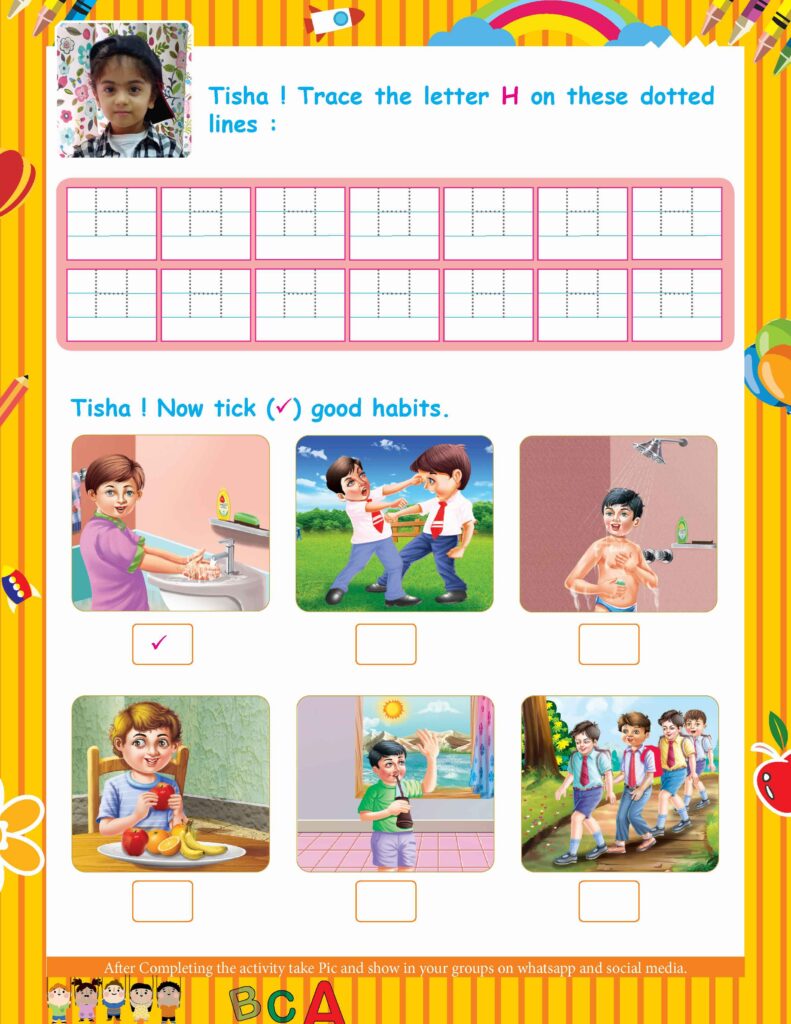 Tisha ! Trace the letter H on these dotted
lines :
H H H H H H H
H H H H H H H
Tisha ! Now tick (✓) good habits.
✓
After Completing the activity take Pic and show in your groups on whatsapp and social media.
B C A